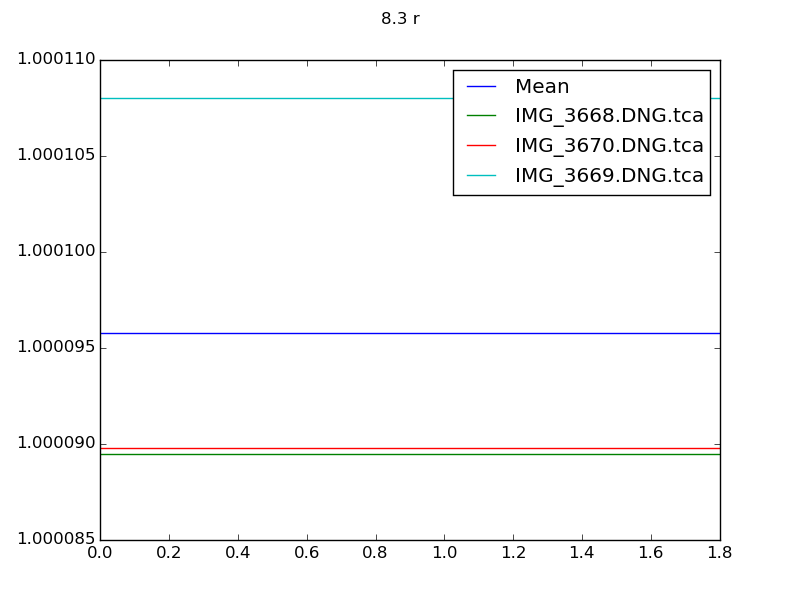 8.3 r
1.000110
1.000105
1.000100
1.000095
1.000090
1.000085
Mean
IMG_3668.DNG.tca
IMG_3670.DNG.tca
IMG_3669.DNG.tca
0.0 0.2 0.4 0.6 0.8 1.0 1.2 1.4 1.6 1.8